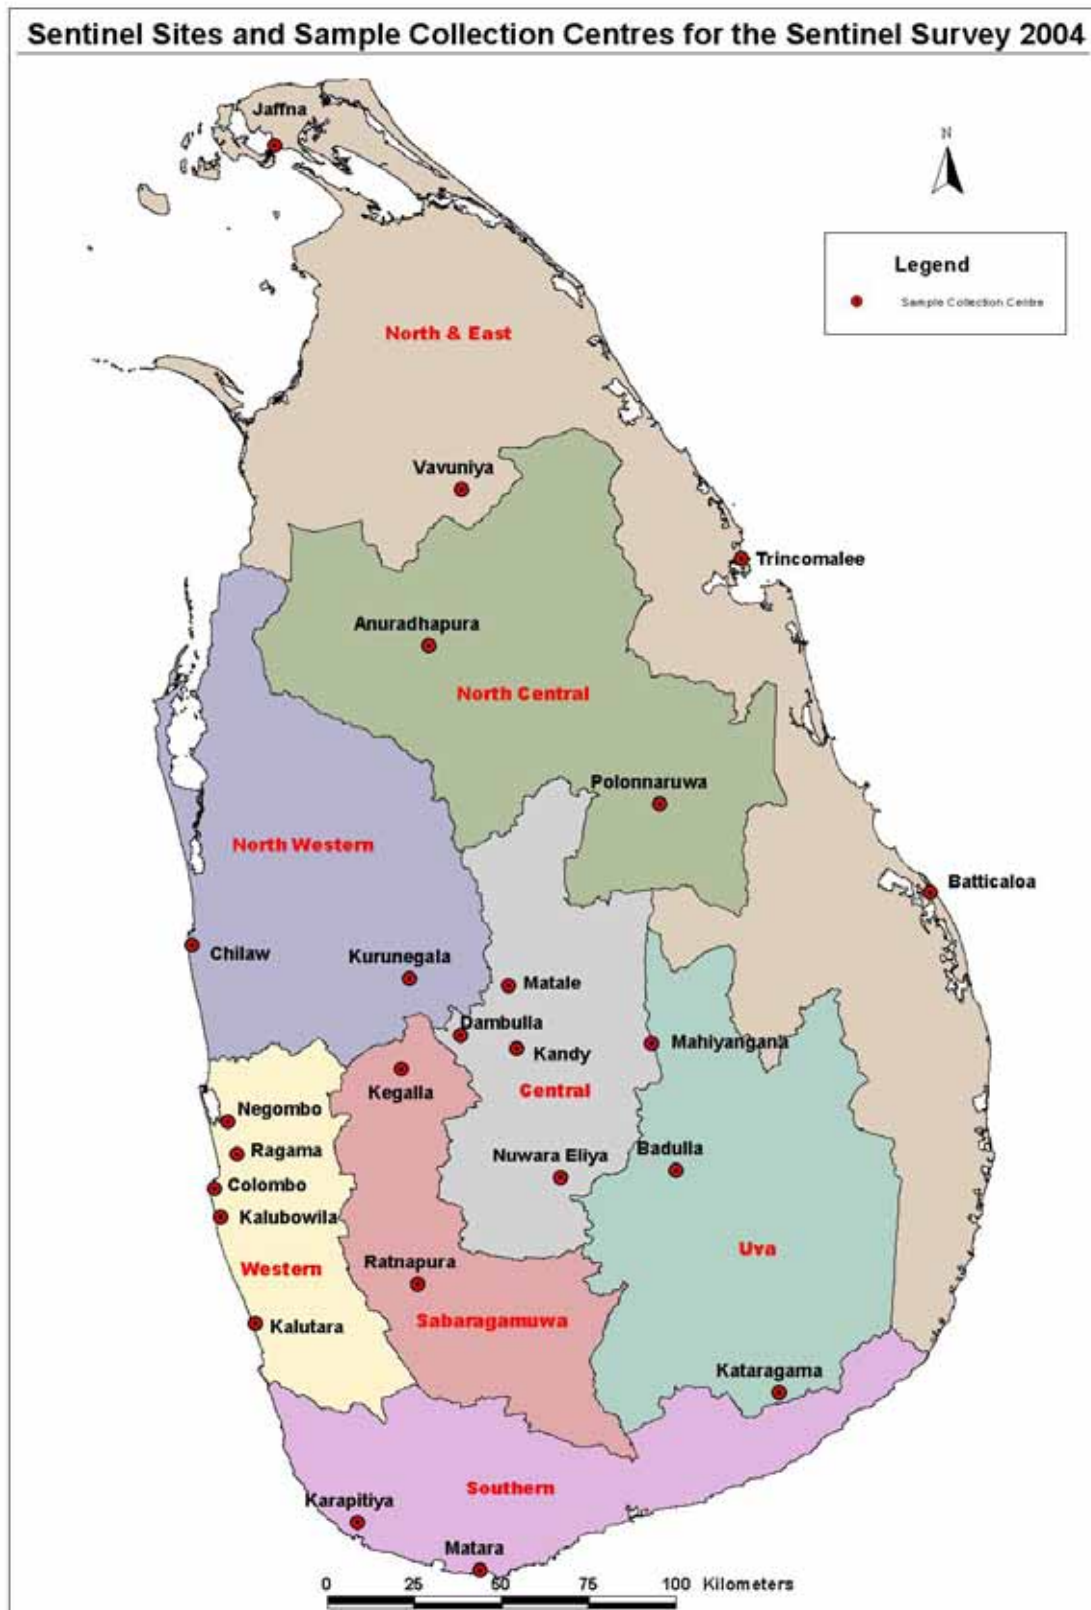 Sentinel Sites and Sample Collection Centres for the Sentinel Survey 2004
Jaffna
N
Legend
Sample Collection Centre
North & East
Vavuniya
Trincomalee
Anuradhapura
North Central
Polonnaruwa
North Western
Batticaloa
Chilaw
Kurunegala
Matale
Dambulla
Kandy
Mahiyangana
Kegalla
Central
Negombo
Ragama
Nuwara Eliya
Badulla
Colombo
Kalubowila
Uva
Western
Ratnapura
Sabaragamuwa
Kalutara
Kataragama
Southern
Karapitiya
Matara
0 25 50 75 100 Kilometers